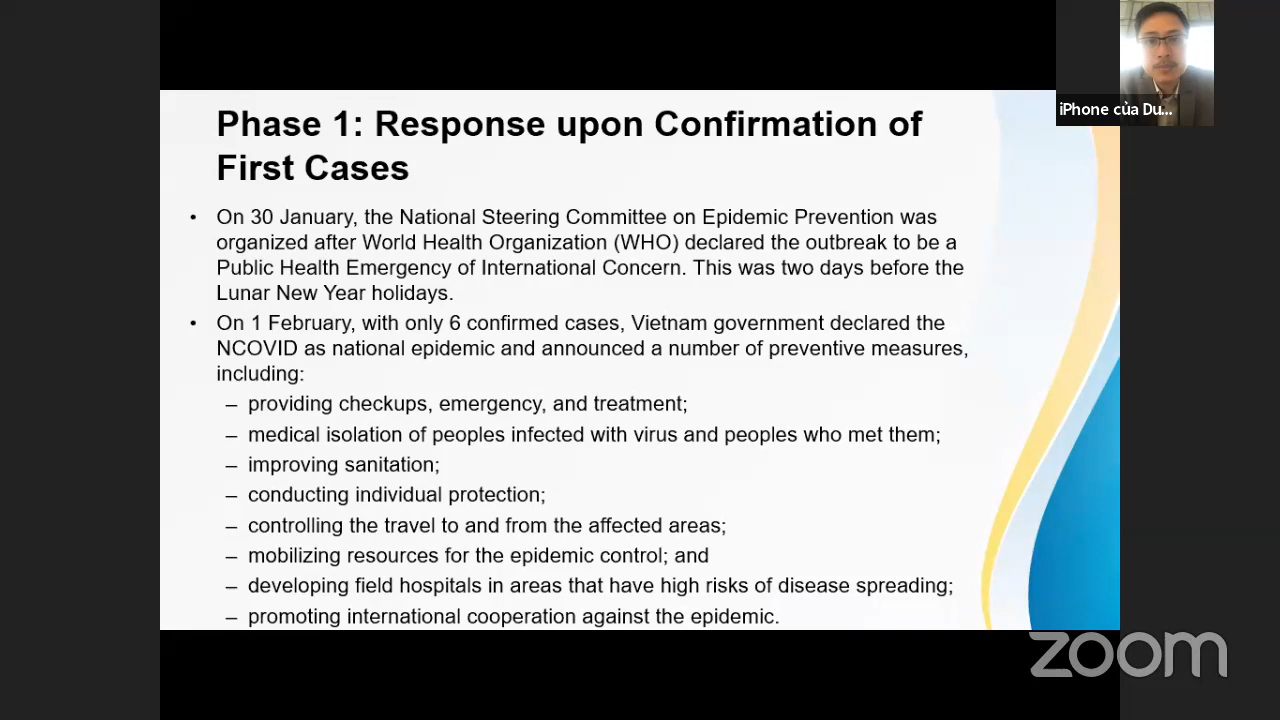 Phase 1: Response upon Confirmation of
First Cases
• On 30 January, the National Steering Committee on Epidemic Prevention was
organized after World Health Organization (WHO) declared the outbreak to be a
Public Health Emergency of International Concern. This was two days before the
Lunar New Year holidays.
• On 1 February, with only 6 confirmed cases, Vietnam government declared the
NCOVID as national epidemic and announced a number of preventive measures,
including:
– providing checkups, emergency, and treatment;
– medical isolation of peoples infected with virus and peoples who met them;
– improving sanitation;
– conducting individual protection;
– controlling the travel to and from the affected areas;
– mobilizing resources for the epidemic control; and
– developing field hospitals in areas that have high risks of disease spreading;
– promoting international cooperation against the epidemic.
iPhone của Du...
zoom